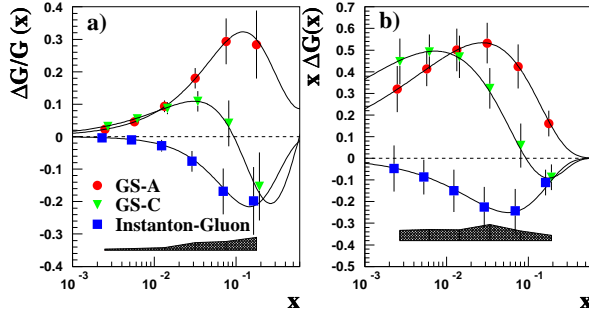 a)
ΔG/G (x)
0.4
0.3
0.2
0.1
0
-0.1
-0.2
-0.3
0.4
GS-A
GS-C
Instanton-Gluon
10⁻³ 10⁻² 10⁻¹
x
b)
x ΔG(x)
0.7
0.6
0.5
0.4
0.3
0.2
0.1
0
-0.1
-0.2
-0.3
-0.4
-0.5
10⁻³ 10⁻² 10⁻¹
x